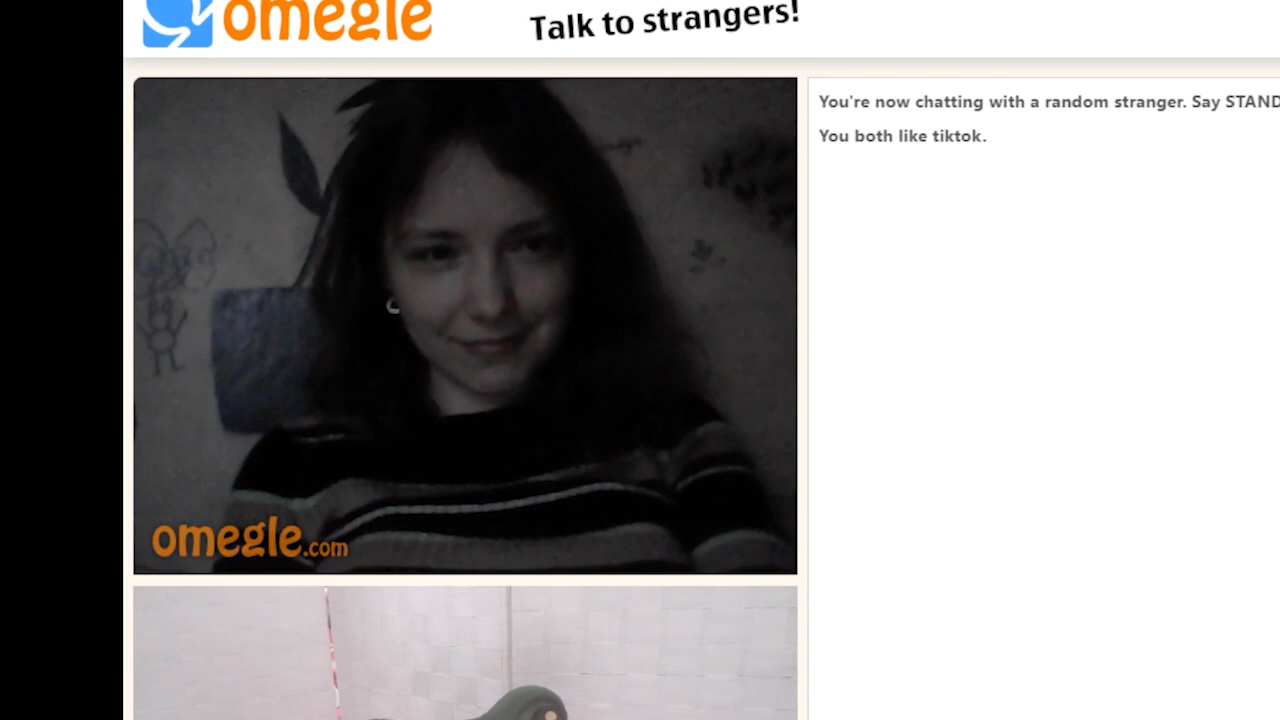 omegle
Talk to strangers!
You're now chatting with a random stranger. Say STAND
You both like tiktok.
omegle.com